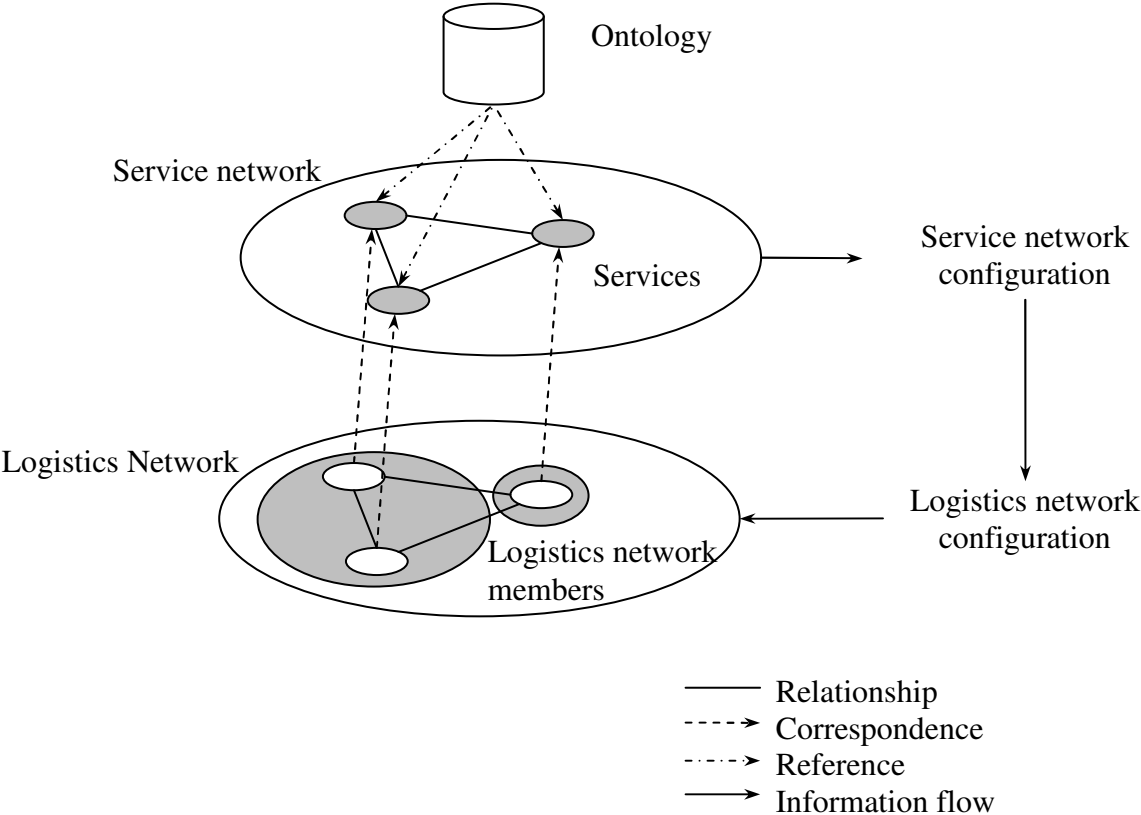 Ontology
Service network
Services
Service network
configuration
Logistics Network
Logistics network
members
Logistics network
configuration
Relationship
Correspondence
Reference
Information flow